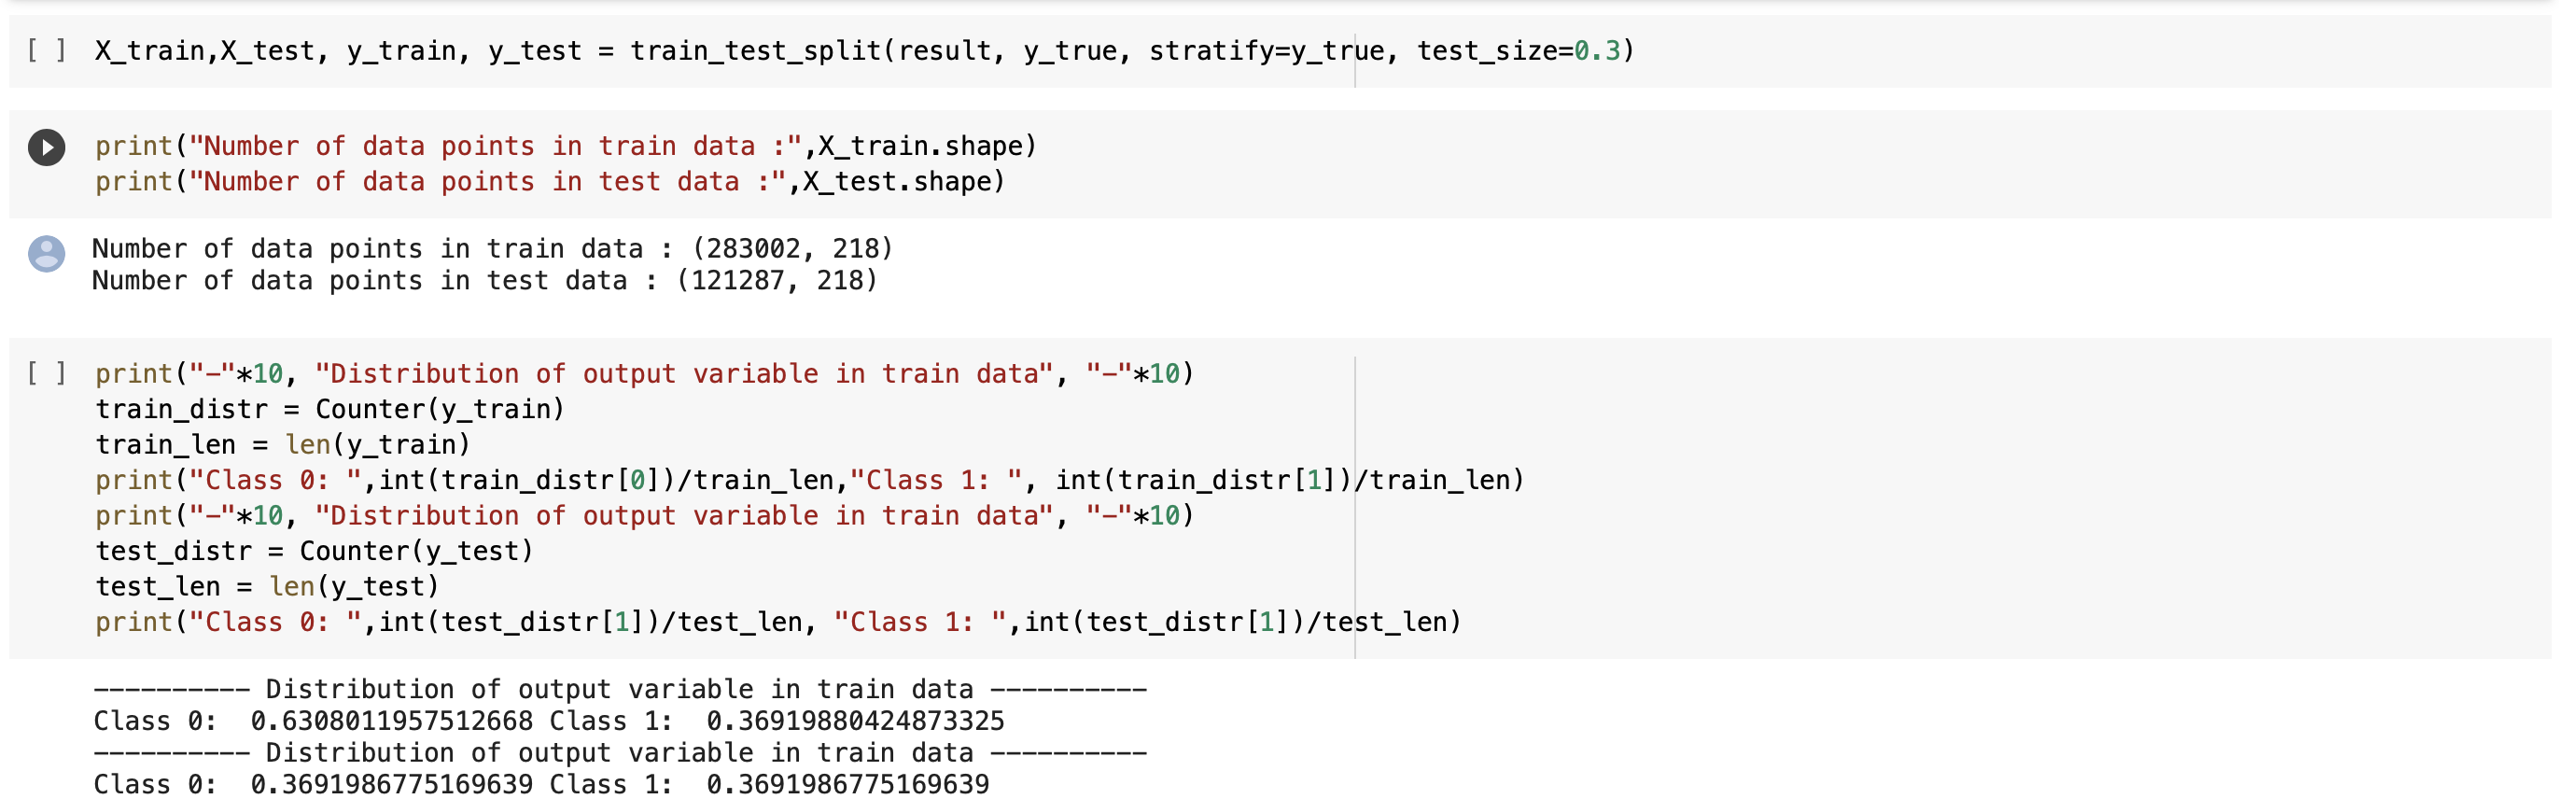 [ ] X_train,X_test, y_train, y_test = train_test_split(result, y_true, stratify=y_true, test_size=0.3)
print("Number of data points in train data :",X_train.shape)
print("Number of data points in test data :",X_test.shape)
Number of data points in train data : (283002, 218)
Number of data points in test data : (121287, 218)
[ ] print("-"*10, "Distribution of output variable in train data", "-"*10)
train_distr = Counter(y_train)
train_len = len(y_train)
print("Class 0: ",int(train_distr[0])/train_len,"Class 1: ", int(train_distr[1])/train_len)
print("-"*10, "Distribution of output variable in train data", "-"*10)
test_distr = Counter(y_test)
test_len = len(y_test)
print("Class 0: ",int(test_distr[1])/test_len, "Class 1: ",int(test_distr[1])/test_len)
---------- Distribution of output variable in train data ----------
Class 0:  0.6308011957512668 Class 1:  0.36919880424873325
---------- Distribution of output variable in train data ----------
Class 0:  0.3691986775169639 Class 1:  0.3691986775169639